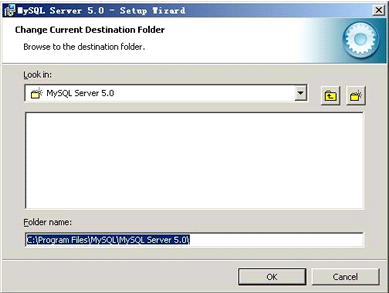 MySQL Server 5.0 - Setup Wizard
Change Current Destination Folder
Browse to the destination folder.
Look in:
MySQL Server 5.0
Folder name:
C:\Program Files\MySQL\MySQL Server 5.0\
OK
Cancel